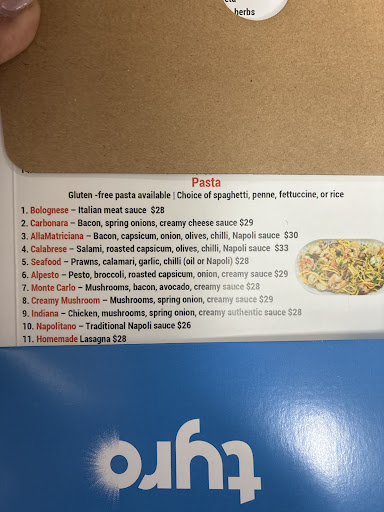 herbs
Pasta
Gluten -free pasta available | Choice of spaghetti, penne, fettuccine, or rice
1. Bolognese – Italian meat sauce $28
2. Carbonara – Bacon, spring onions, creamy cheese sauce $29
3. AllaMatriciana – Bacon, capsicum, onion, olives, chilli, Napoli sauce $30
4. Calabrese – Salami, roasted capsicum, olives, chilli, Napoli sauce $33
5. Seafood – Prawns, calamari, garlic, chilli (oil or Napoli) $28
6. Alpesto – Pesto, broccoli, roasted capsicum, onion, creamy sauce $29
7. Monte Carlo – Mushrooms, bacon, avocado, creamy sauce $28
8. Creamy Mushroom – Mushrooms, spring onion, creamy sauce $29
9. Indiana – Chicken, mushrooms, spring onion, creamy authentic sauce $28
10. Napolitano – Traditional Napoli sauce $26
11. Homemade Lasagna $28
tyro